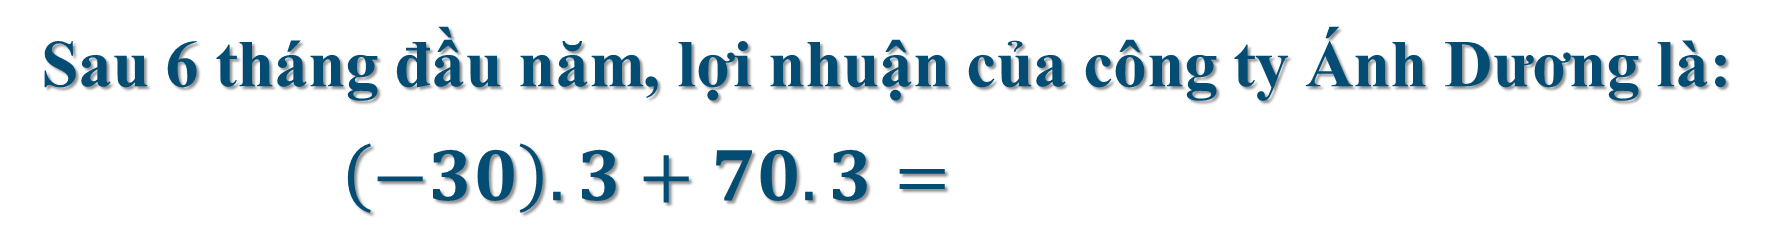 Sau 6 tháng đầu năm, lợi nhuận của công ty Ánh Dương là:
(−30).3 + 70.3 =